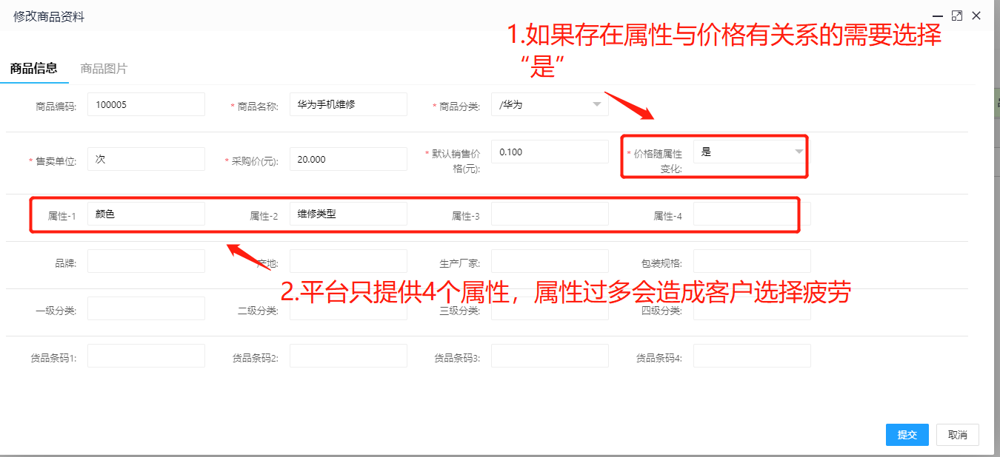 修改商品资料
1.如果存在属性与价格有关系的需要选择
“是”
商品信息 商品图片
商品编码: 100005 * 商品名称: 华为手机维修 * 商品分类: /华为
* 售卖单位: 次 * 采购价(元): 20.000 * 默认销售价格(元): 0.100 * 价格随属性变化: 是
属性-1 颜色 属性-2 维修类型 属性-3 属性-4
品牌: 产地: 生产厂家: 包装规格:
2.平台只提供4个属性，属性过多会造成客户选择疲劳
一级分类: 二级分类: 三级分类: 四级分类:
货品条码1: 货品条码2: 货品条码3: 货品条码4:
提交 取消